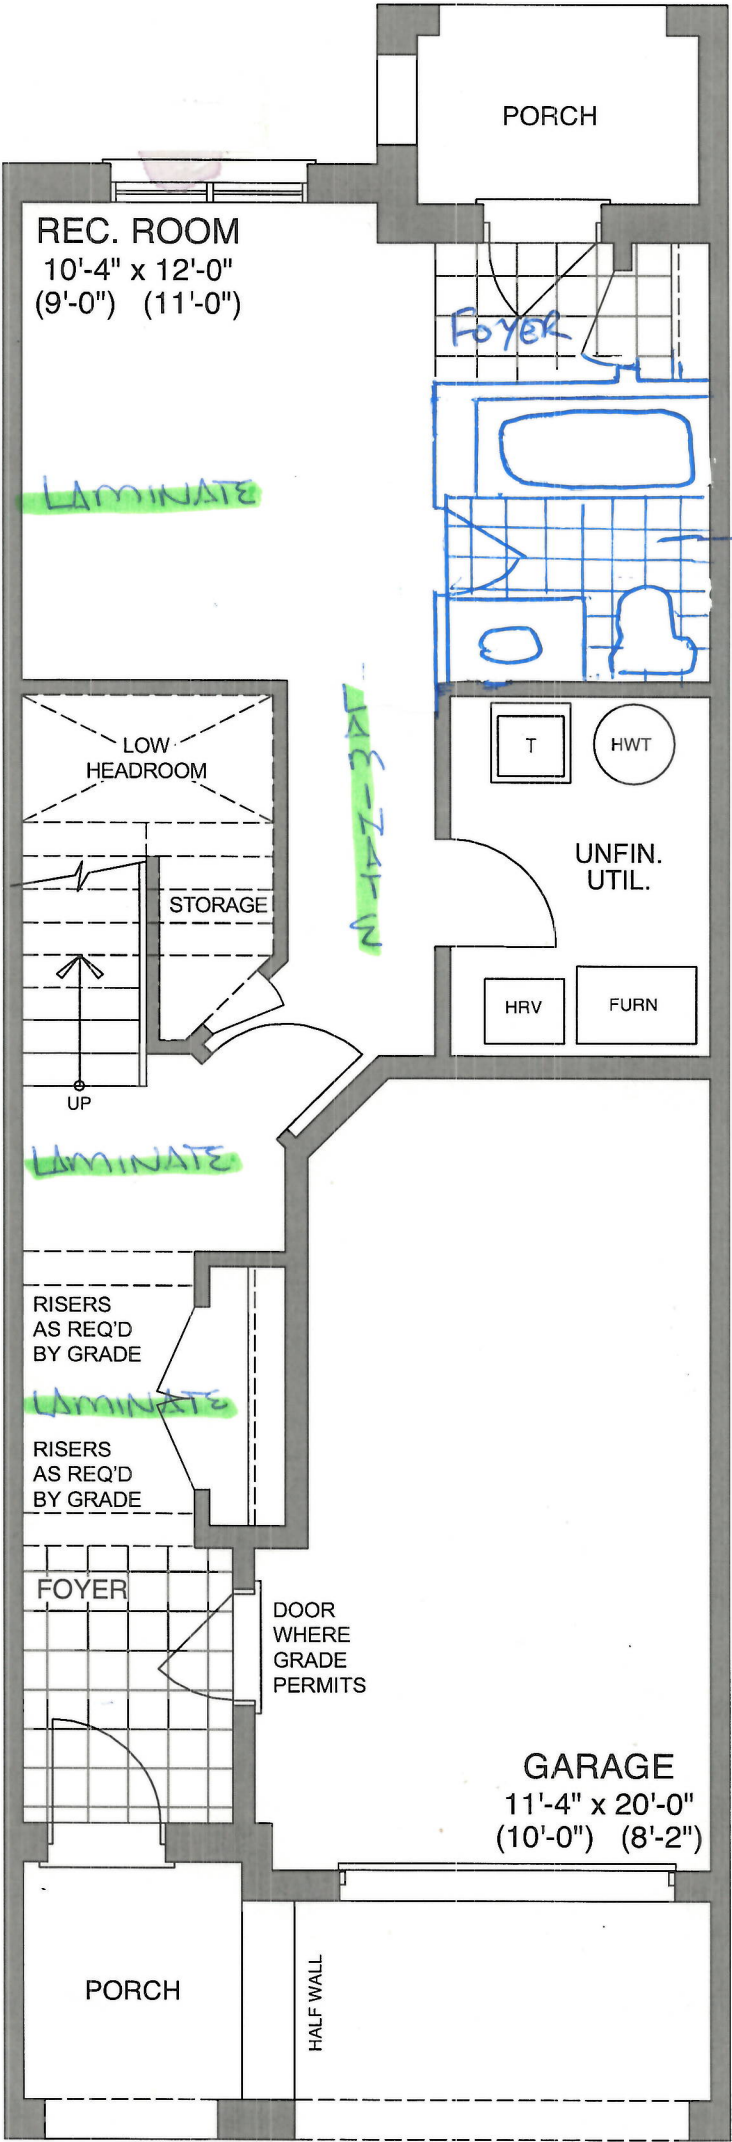 PORCH
REC. ROOM
10'-4" x 12'-0"
(9'-0") (11'-0")
FOYER
LAMINATE
LAMINATE
LOW
HEADROOM
T
HWT
UNFIN.
UTIL.
STORAGE
HRV
FURN
UP
LAMINATE
RISERS
AS REQ'D
BY GRADE
LAMINATE
RISERS
AS REQ'D
BY GRADE
FOYER
DOOR
WHERE
GRADE
PERMITS
GARAGE
11'-4" x 20'-0"
(10'-0") (8'-2")
PORCH
HALF WALL